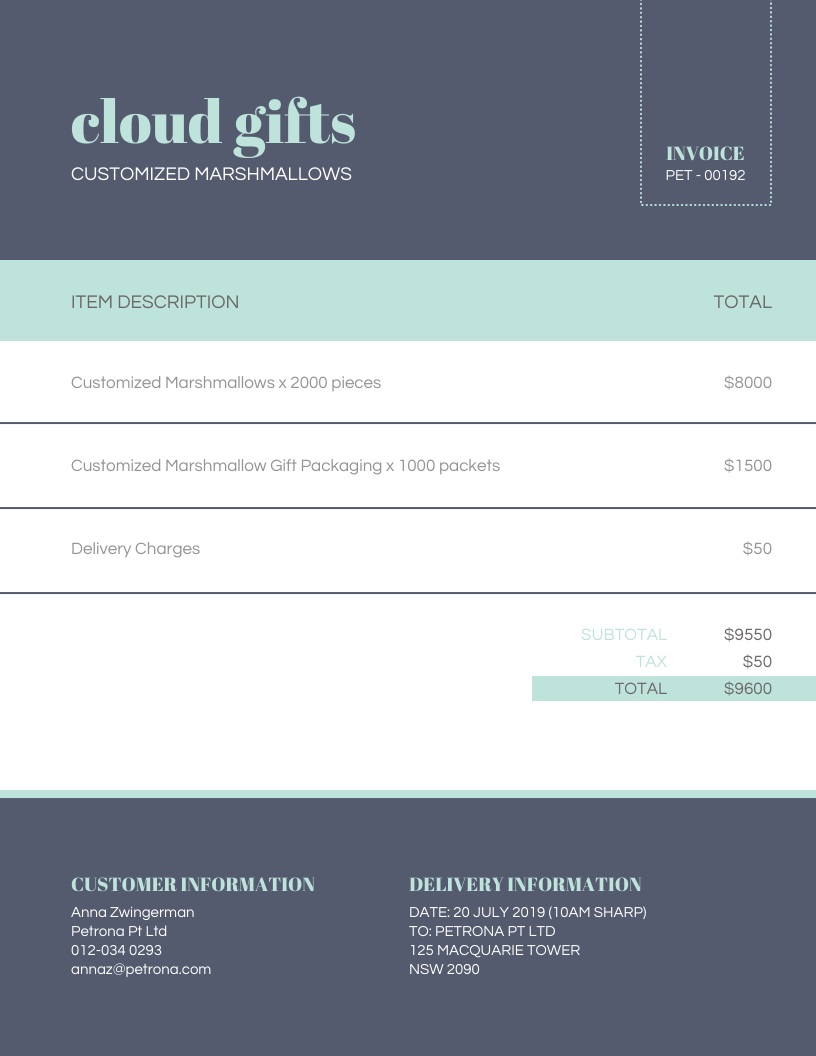 cloud gifts
CUSTOMIZED MARSHMALLOWS
INVOICE
PET - 00192
ITEM DESCRIPTION TOTAL
Customized Marshmallows x 2000 pieces $8000
Customized Marshmallow Gift Packaging x 1000 packets $1500
Delivery Charges $50
SUBTOTAL $9550
TAX $50
TOTAL $9600
CUSTOMER INFORMATION
Anna Zwingerman
Petrona Pt Ltd
012-034 0293
annaz@petrona.com
DELIVERY INFORMATION
DATE: 20 JULY 2019 (10AM SHARP)
TO: PETRONA PT LTD
125 MACQUARIE TOWER
NSW 2090